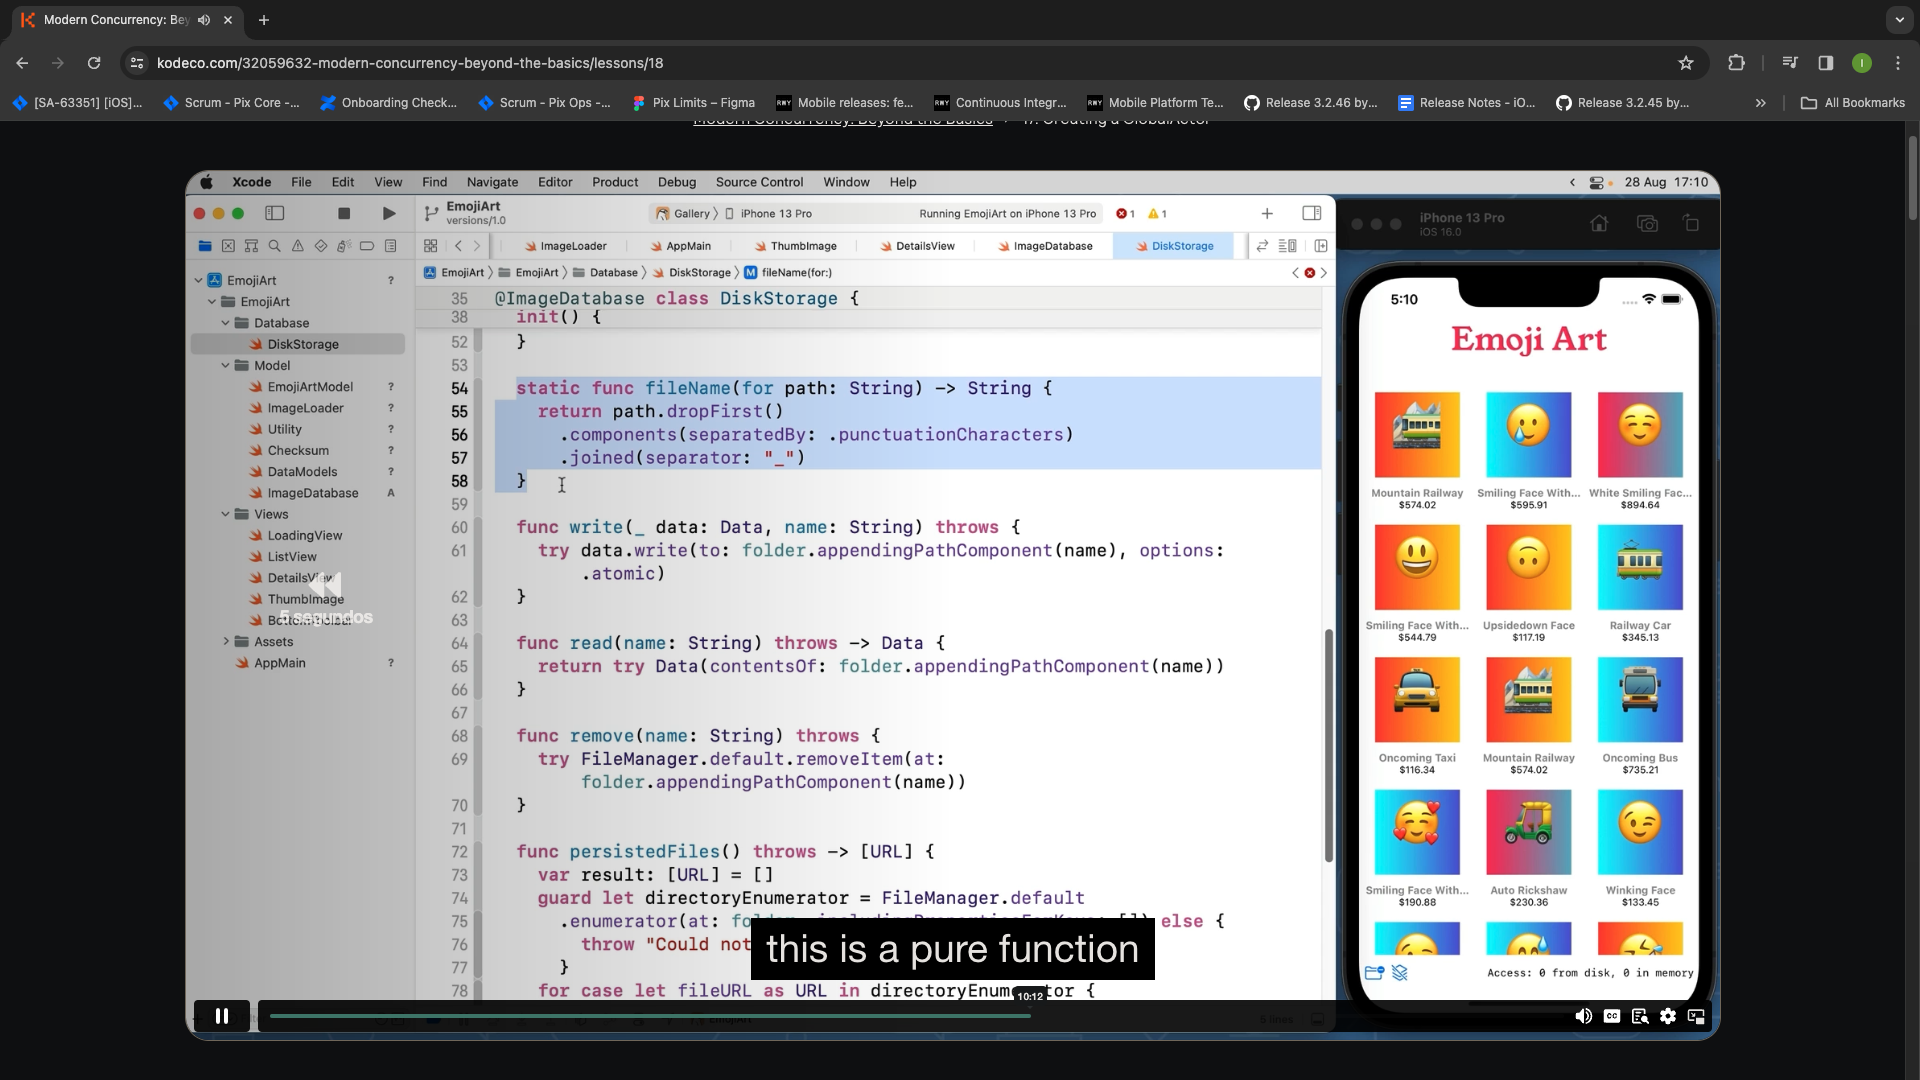 Modern Concurrency: Bey
kodeco.com/32059632-modern-concurrency-beyond-the-basics/lessons/18
[SA-63351] [iOS]... Scrum - Pix Core -... Onboarding Check... Scrum - Pix Ops -... Pix Limits – Figma Mobile releases: fe... Continuous Integr... Mobile Platform Te... Release 3.2.46 by... Release Notes - iO... Release 3.2.45 by... » All Bookmarks
Modern Concurrency: Beyond the Basics 17. Creating a GlobalActor
Xcode File Edit View Find Navigate Editor Product Debug Source Control Window Help 28 Aug 17:10
EmojiArt
versions/1.0
Gallery iPhone 13 Pro Running EmojiArt on iPhone 13 Pro 1 1
iPhone 13 Pro
iOS 16.0
ImageLoader AppMain ThumbImage DetailsView ImageDatabase DiskStorage
EmojiArt EmojiArt Database DiskStorage M fileName(for:)
EmojiArt ?
EmojiArt
Database
DiskStorage
Model
EmojiArtModel ?
ImageLoader ?
Utility ?
Checksum ?
DataModels ?
ImageDatabase A
Views
LoadingView
ListView
DetailsView
ThumbImage
Assets
AppMain ?
5 segundos
35 @ImageDatabase class DiskStorage {
38 init() {
52 }
53
54 static func fileName(for path: String) -> String {
55 return path.dropFirst()
56 .components(separatedBy: .punctuationCharacters)
57 .joined(separator: "_")
58 }
59
60 func write(_ data: Data, name: String) throws {
61 try data.write(to: folder.appendingPathComponent(name), options:
.atomic)
62 }
63
64 func read(name: String) throws -> Data {
65 return try Data(contentsOf: folder.appendingPathComponent(name))
66 }
67
68 func remove(name: String) throws {
69 try FileManager.default.removeItem(at:
folder.appendingPathComponent(name))
70 }
71
72 func persistedFiles() throws -> [URL] {
73 var result: [URL] = []
74 guard let directoryEnumerator = FileManager.default
75 .enumerator(at: else {
76 throw "Could not
77 }
78 for case let fileURL as URL in directoryEnum tor {
this is a pure function
10:12
5 lines
CC
5:10
Emoji Art
Mountain Railway Smiling Face With... White Smiling Fac...
$574.02 $595.91 $894.64
Smiling Face With... Upsidedown Face Railway Car
$544.79 $117.19 $345.13
Oncoming Taxi Mountain Railway Oncoming Bus
$116.34 $574.02 $735.21
Smiling Face With... Auto Rickshaw Winking Face
$190.88 $230.36 $133.45
Access: 0 from disk, 0 in memory